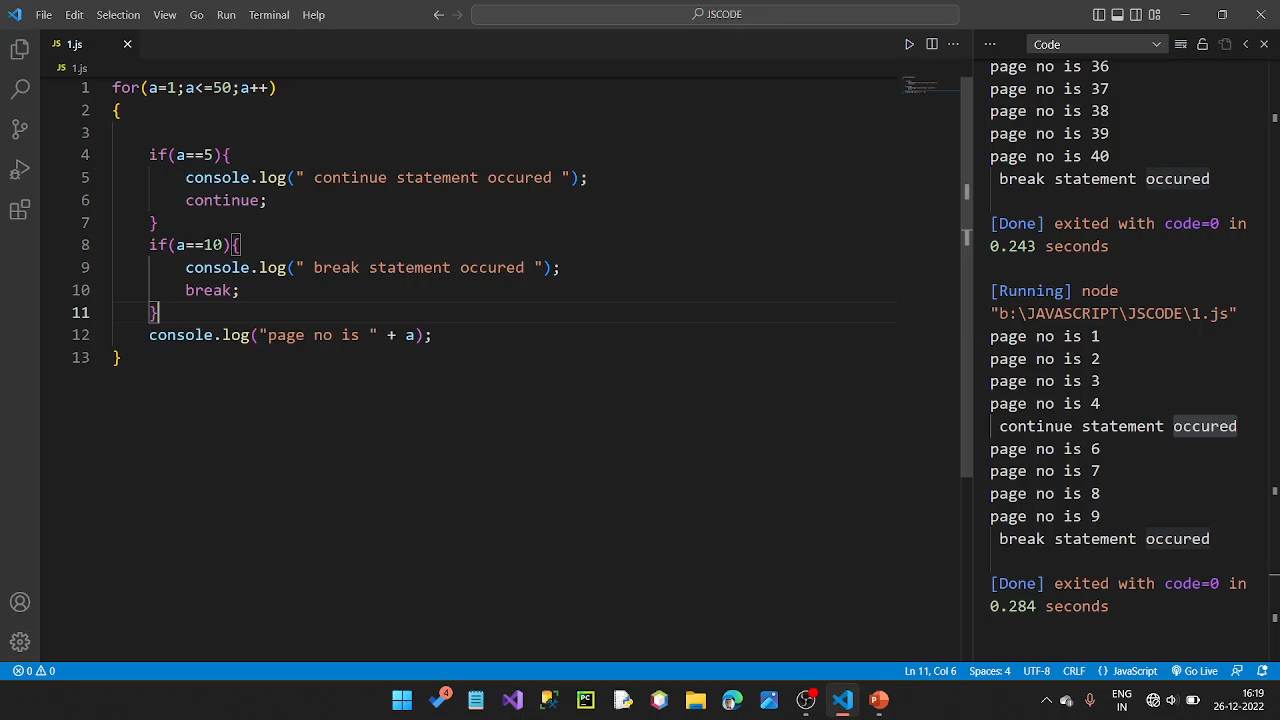 File Edit Selection View Go Run Terminal Help JSCODE
JS 1.js
Code
JS 1.js
1 for(a=1;a<=50;a++)
2 {
3
4 if(a==5){
5 console.log(" continue statement occured ");
6 continue;
7 }
8 if(a==10){
9 console.log(" break statement occured ");
10 break;
11 }
12 console.log("page no is " + a);
13 }
page no is 36
page no is 37
page no is 38
page no is 39
page no is 40
break statement occured
[Done] exited with code=0 in
0.243 seconds
[Running] node
"b:\JAVASCRIPT\JSCODE\1.js"
page no is 1
page no is 2
page no is 3
page no is 4
continue statement occured
page no is 6
page no is 7
page no is 8
page no is 9
break statement occured
[Done] exited with code=0 in
0.284 seconds
0 0 Ln 11, Col 6 Spaces: 4 UTF-8 CRLF {} JavaScript Go Live
4 PC P ENG 16:19
IN 26-12-2022